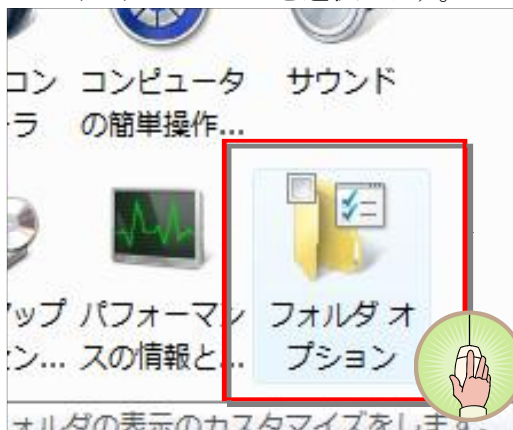 コン コンピュータ サウンド
ラ の簡単操作...
ップ パフォーマン フォルダ オ
ン... スの情報と... プション
ォルダの表示のカスタマイズをします。